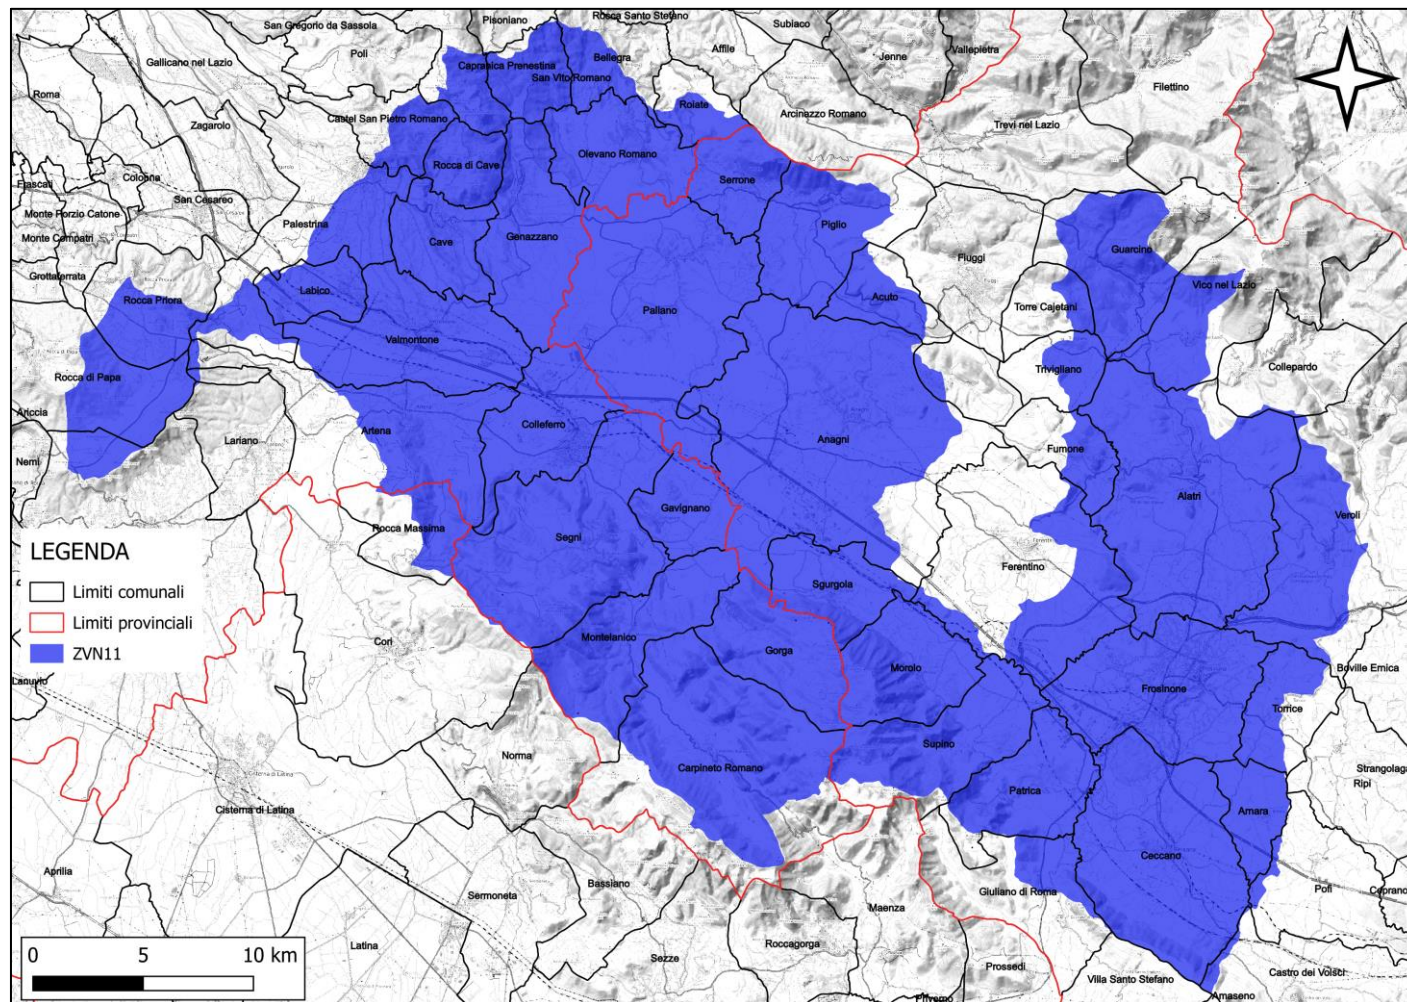 San Gregorio da Sassola
Pisoniano
Rocca Santo Stefano
Subiaco
Poli
Bellegra
Affile
Jenne
Vallepietra
Gallicano nel Lazio
Capranica Prenestina
San Vito Romano
Filettino
Roma
Roiate
Arcinazzo Romano
Castel San Pietro Romano
Zagarolo
Trevi nel Lazio
Olevano Romano
Rocca di Cave
Colonna
Serrone
Frascati
San Cesareo
Monte Porzio Catone
Palestrina
Piglio
Monte Compatri
Cave
Genazzano
Guarcino
Fiuggi
Grottaferrata
Vico nel Lazio
Rocca Priora
Labico
Acuto
Torre Cajetani
Paliano
Valmontone
Collepardo
Rocca di Papa
Trivigliano
Ariccia
Colleferro
Artena
Anagni
Lariano
Fumone
Nemi
Alatri
Gavignano
Veroli
Rocca Massima
Segni
LEGENDA
Ferentino
Sgurgola
Limiti comunali
Limiti provinciali
Montelanico
Cori
Gorga
ZVN11
Morolo
Boville Ernica
Lanuvio
Frosinone
Torrice
Supino
Norma
Carpineto Romano
Strangolaga
Ripi
Patrica
Cisterna di Latina
Arnara
Ceccano
Aprilia
Bassiano
Giuliano di Roma
Pofi
Ceprano
Sermoneta
Maenza
Roccagorga
Latina
0 5 10 km
Sezze
Prossedi
Villa Santo Stefano
Castro dei Volsci
Priverno
Amaseno